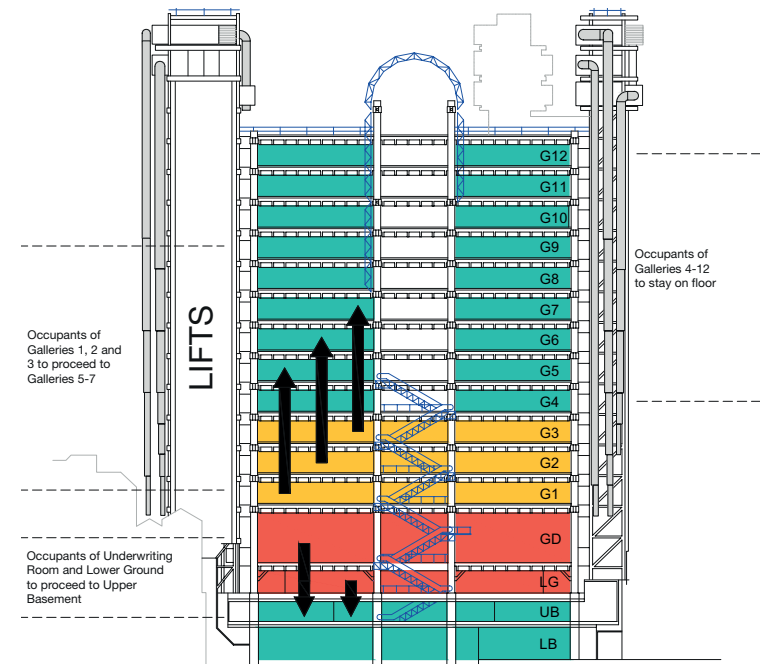 LIFTS
G12
G11
G10
G9
G8
G7
G6
G5
G4
G3
G2
G1
GD
LG
UB
LB
Occupants of
Galleries 1, 2 and
3 to proceed to
Galleries 5-7
Occupants of Underwriting
Room and Lower Ground
to proceed to Upper
Basement
Occupants of
Galleries 4-12
to stay on floor